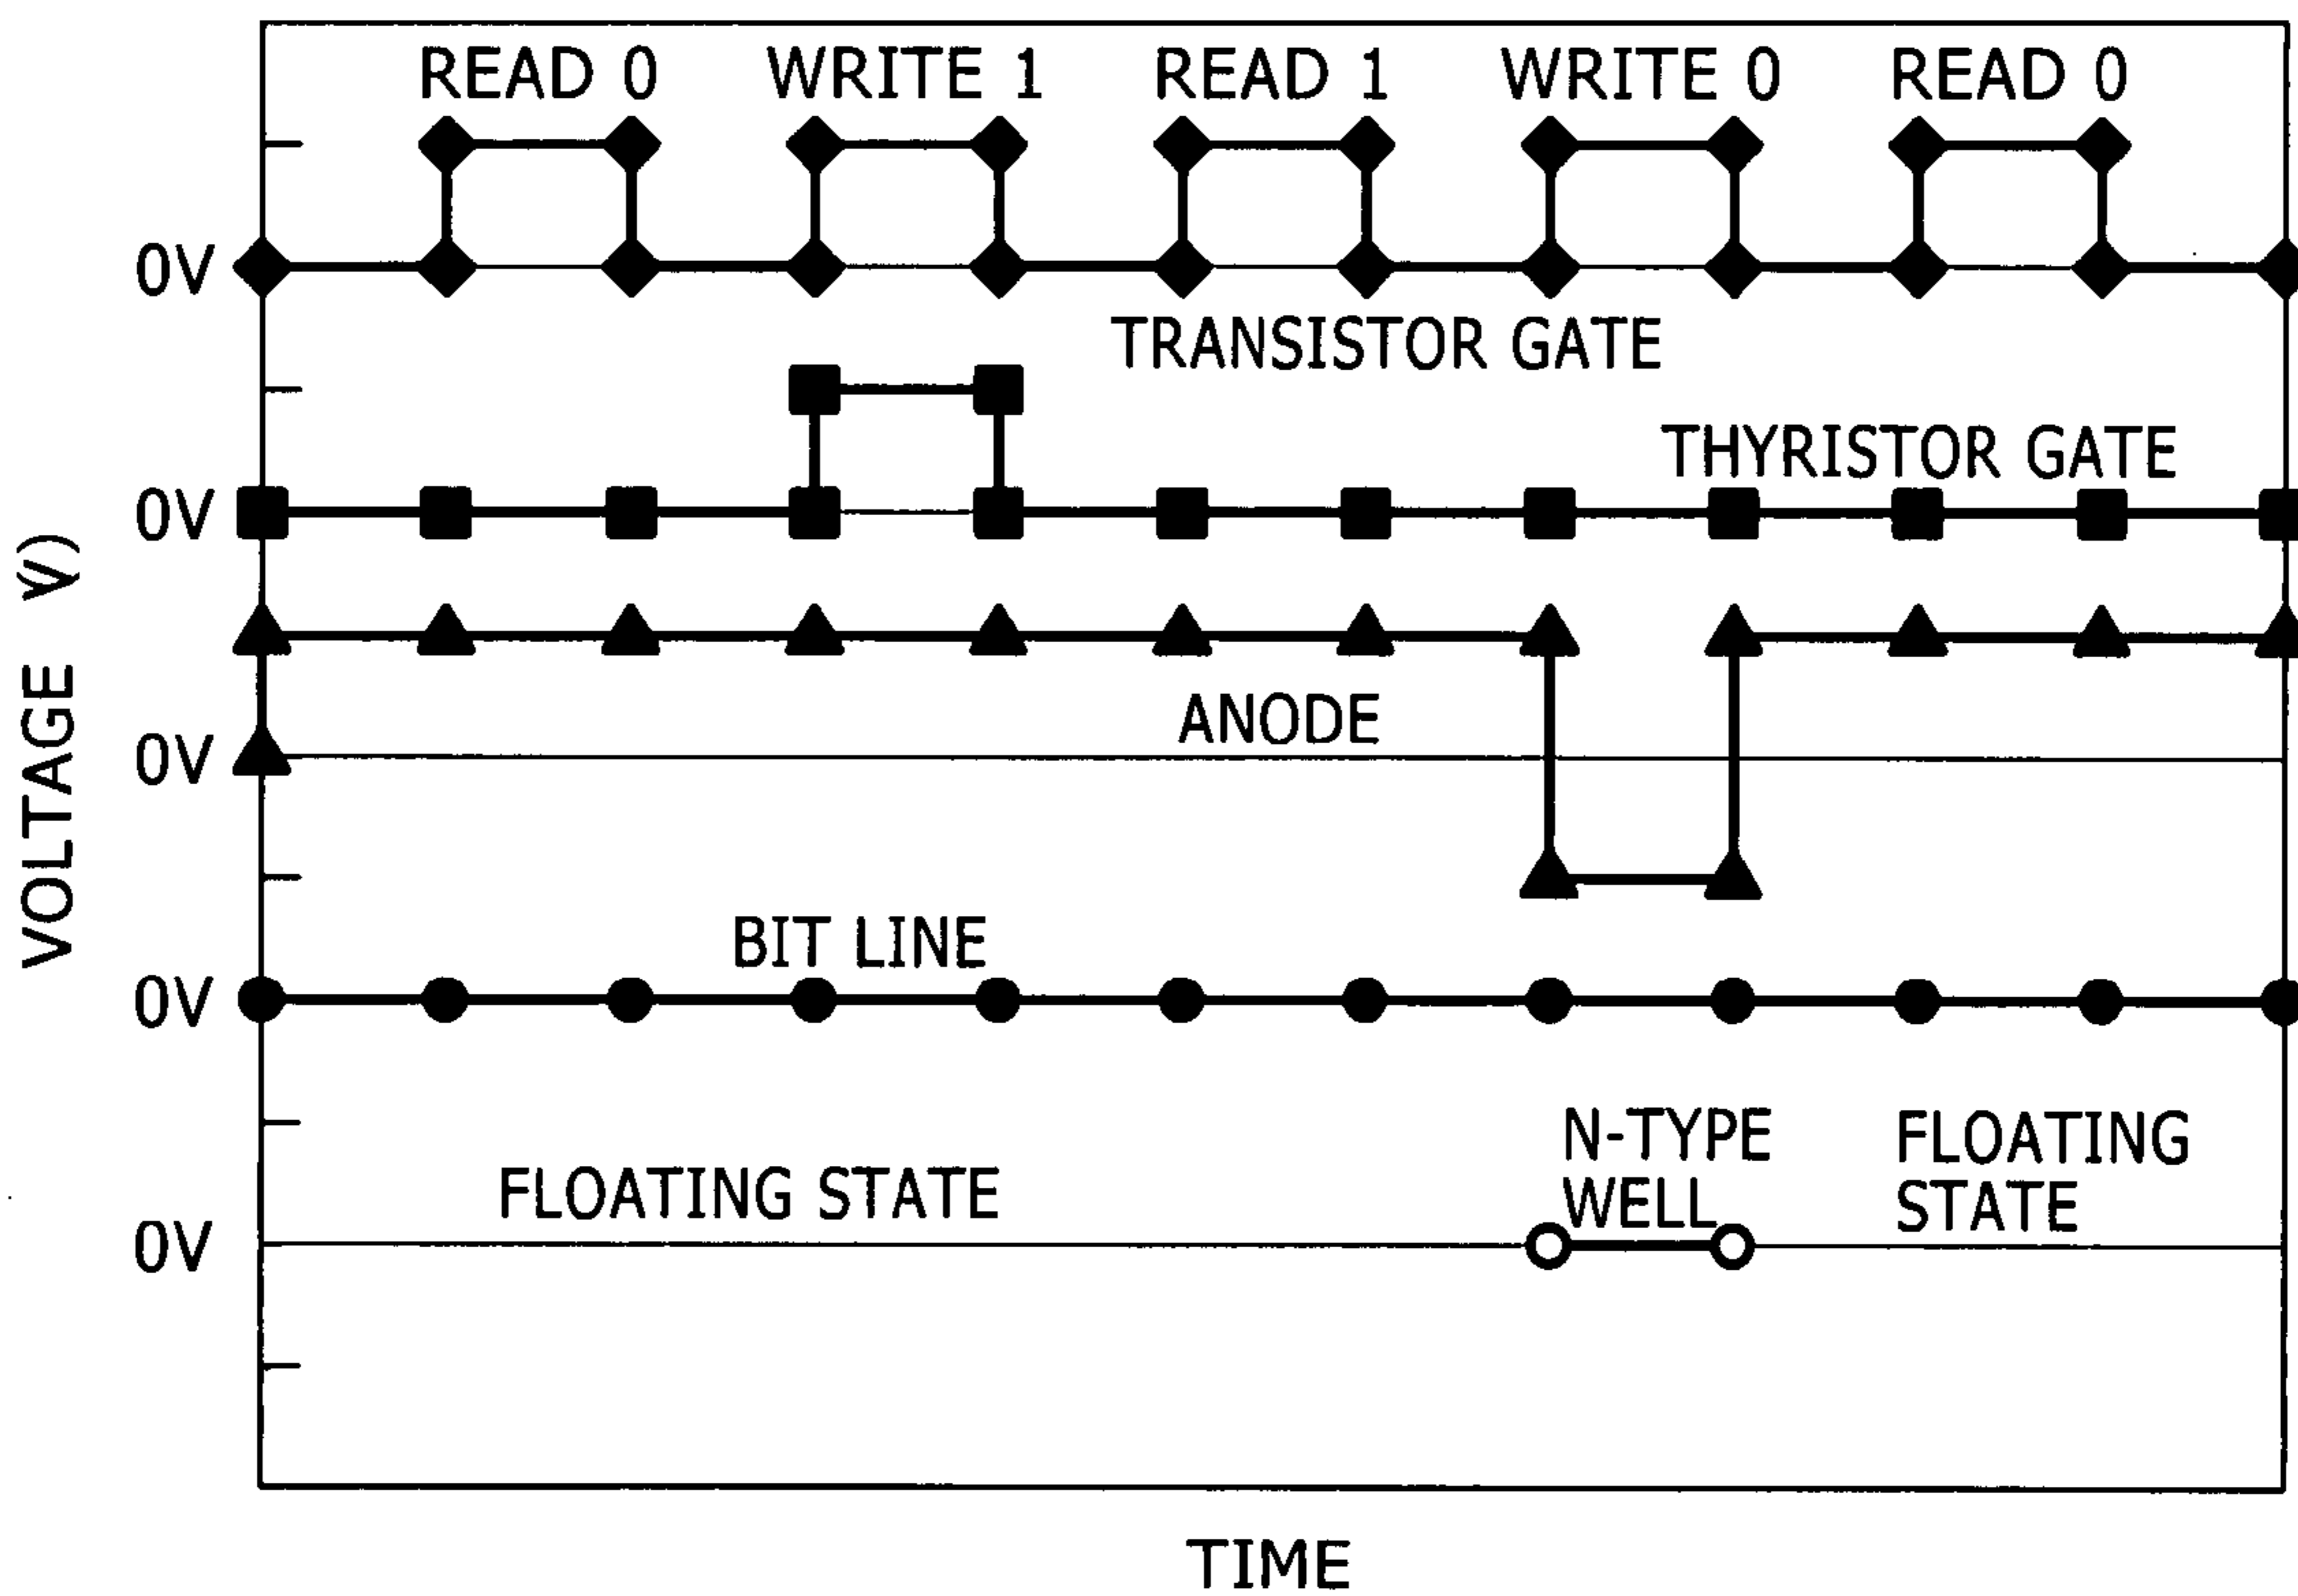 READ 0 WRITE 1 READ 1 WRITE 0 READ 0
0V
TRANSISTOR GATE
THYRISTOR GATE
0V
ANODE
0V
BIT LINE
0V
N-TYPE
WELL
FLOATING
STATE
FLOATING STATE
0V
VOLTAGE V)
TIME